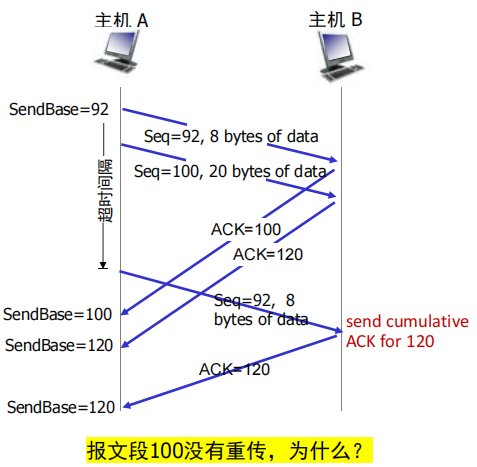 主机 A
主机 B
SendBase=92
Seq=92, 8 bytes of data
Seq=100, 20 bytes of data
超时间隔
ACK=100
ACK=120
Seq=92, 8
bytes of data
SendBase=100
send cumulative
ACK for 120
SendBase=120
ACK=120
SendBase=120
报文段100没有重传，为什么？